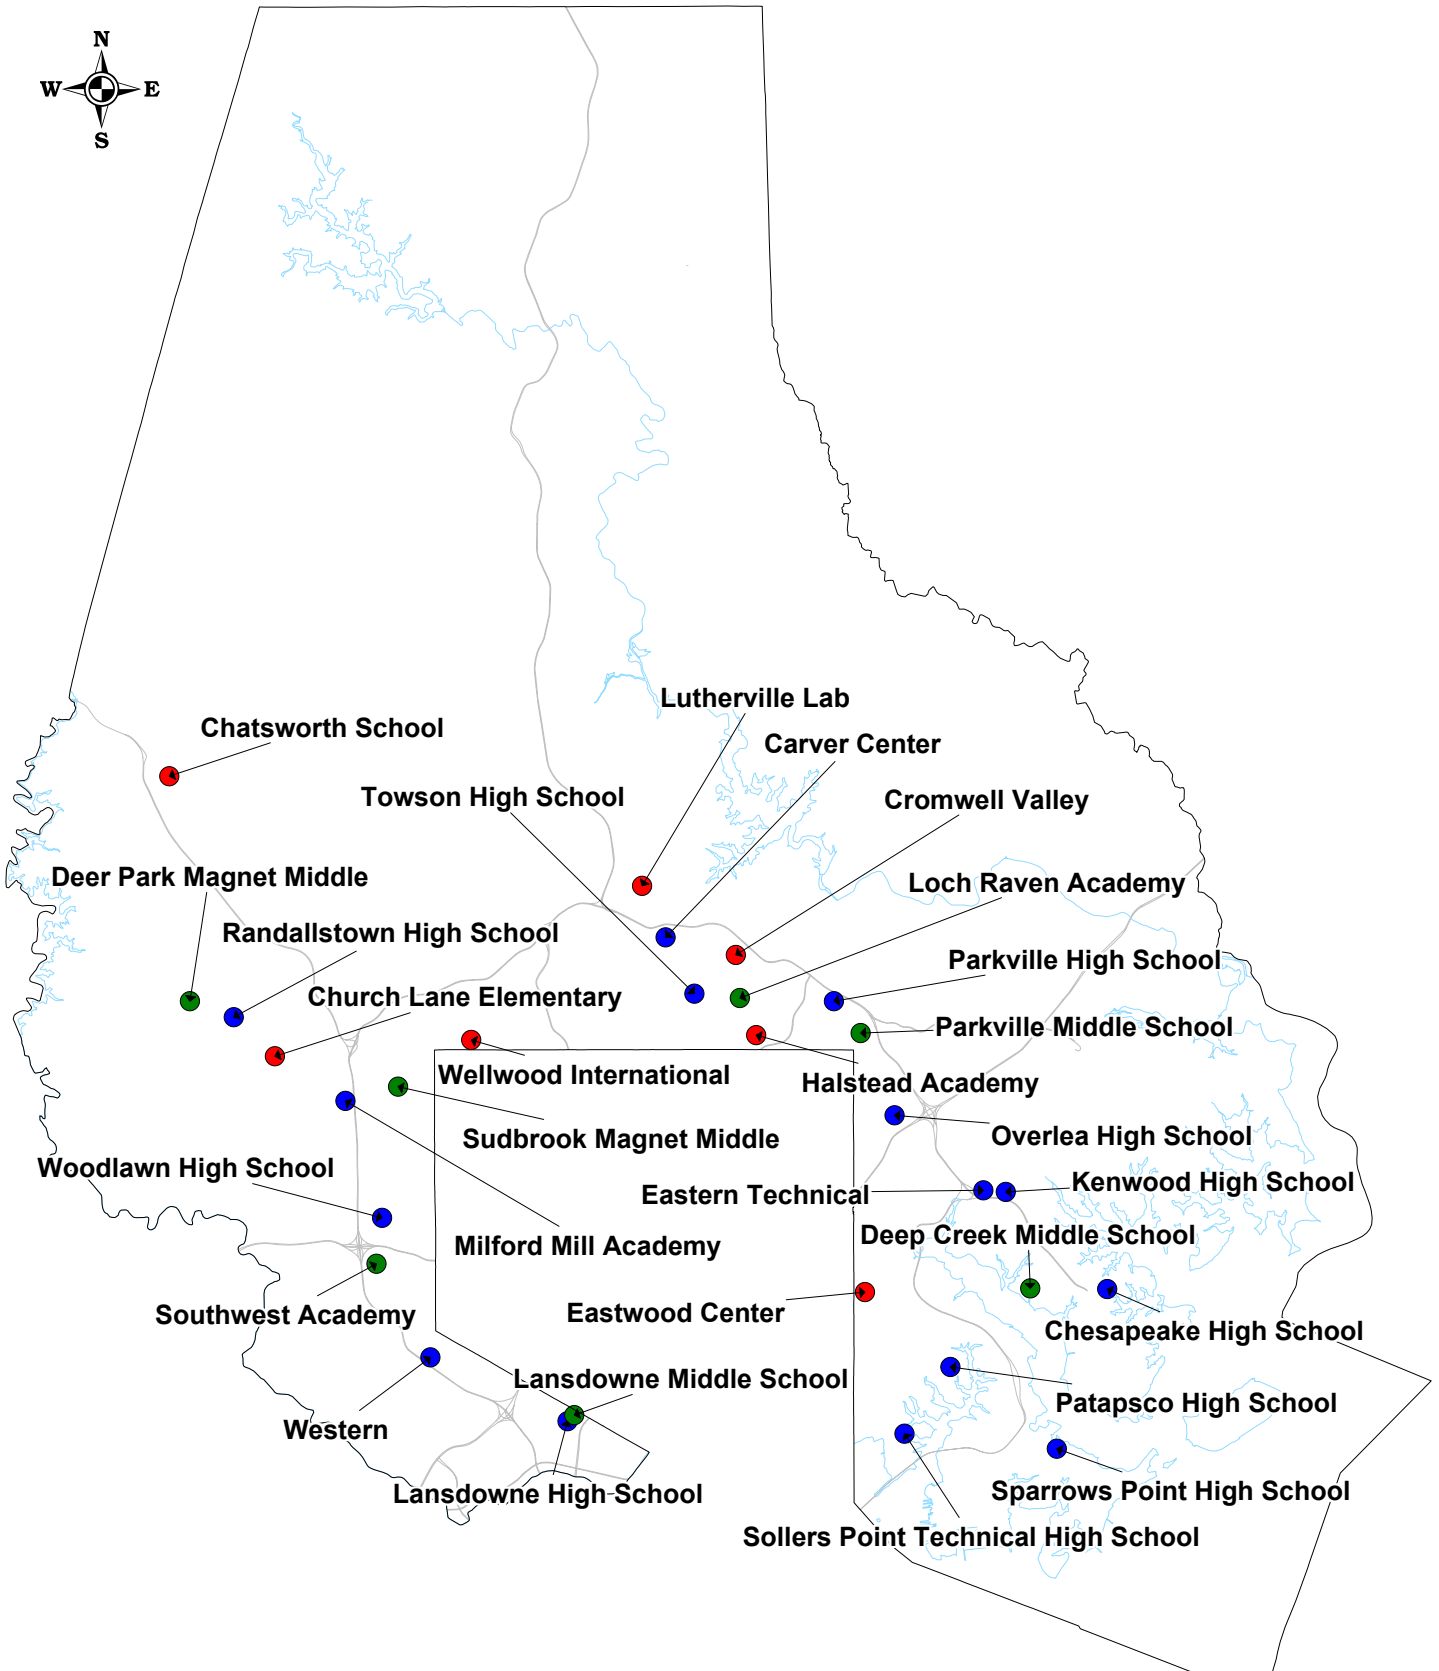 N
W E
S
Lutherville Lab
Chatsworth School
Carver Center
Towson High School
Cromwell Valley
Deer Park Magnet Middle
Loch Raven Academy
Randallstown High School
Parkville High School
Church Lane Elementary
Parkville Middle School
Wellwood International
Halstead Academy
Sudbrook Magnet Middle
Overlea High School
Woodlawn High School
Eastern Technical
Kenwood High School
Milford Mill Academy
Deep Creek Middle School
Southwest Academy
Eastwood Center
Chesapeake High School
Lansdowne Middle School
Patapsco High School
Western
Lansdowne High School
Sparrows Point High School
Sollers Point Technical High School